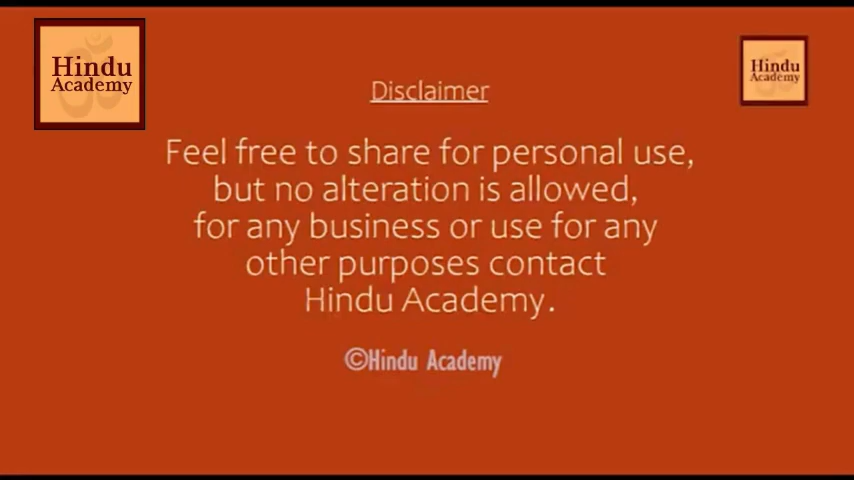 Hindu
Academy
Hindu
Academy
Disclaimer
Feel free to share for personal use,
but no alteration is allowed,
for any business or use for any
other purposes contact
Hindu Academy.
©Hindu Academy